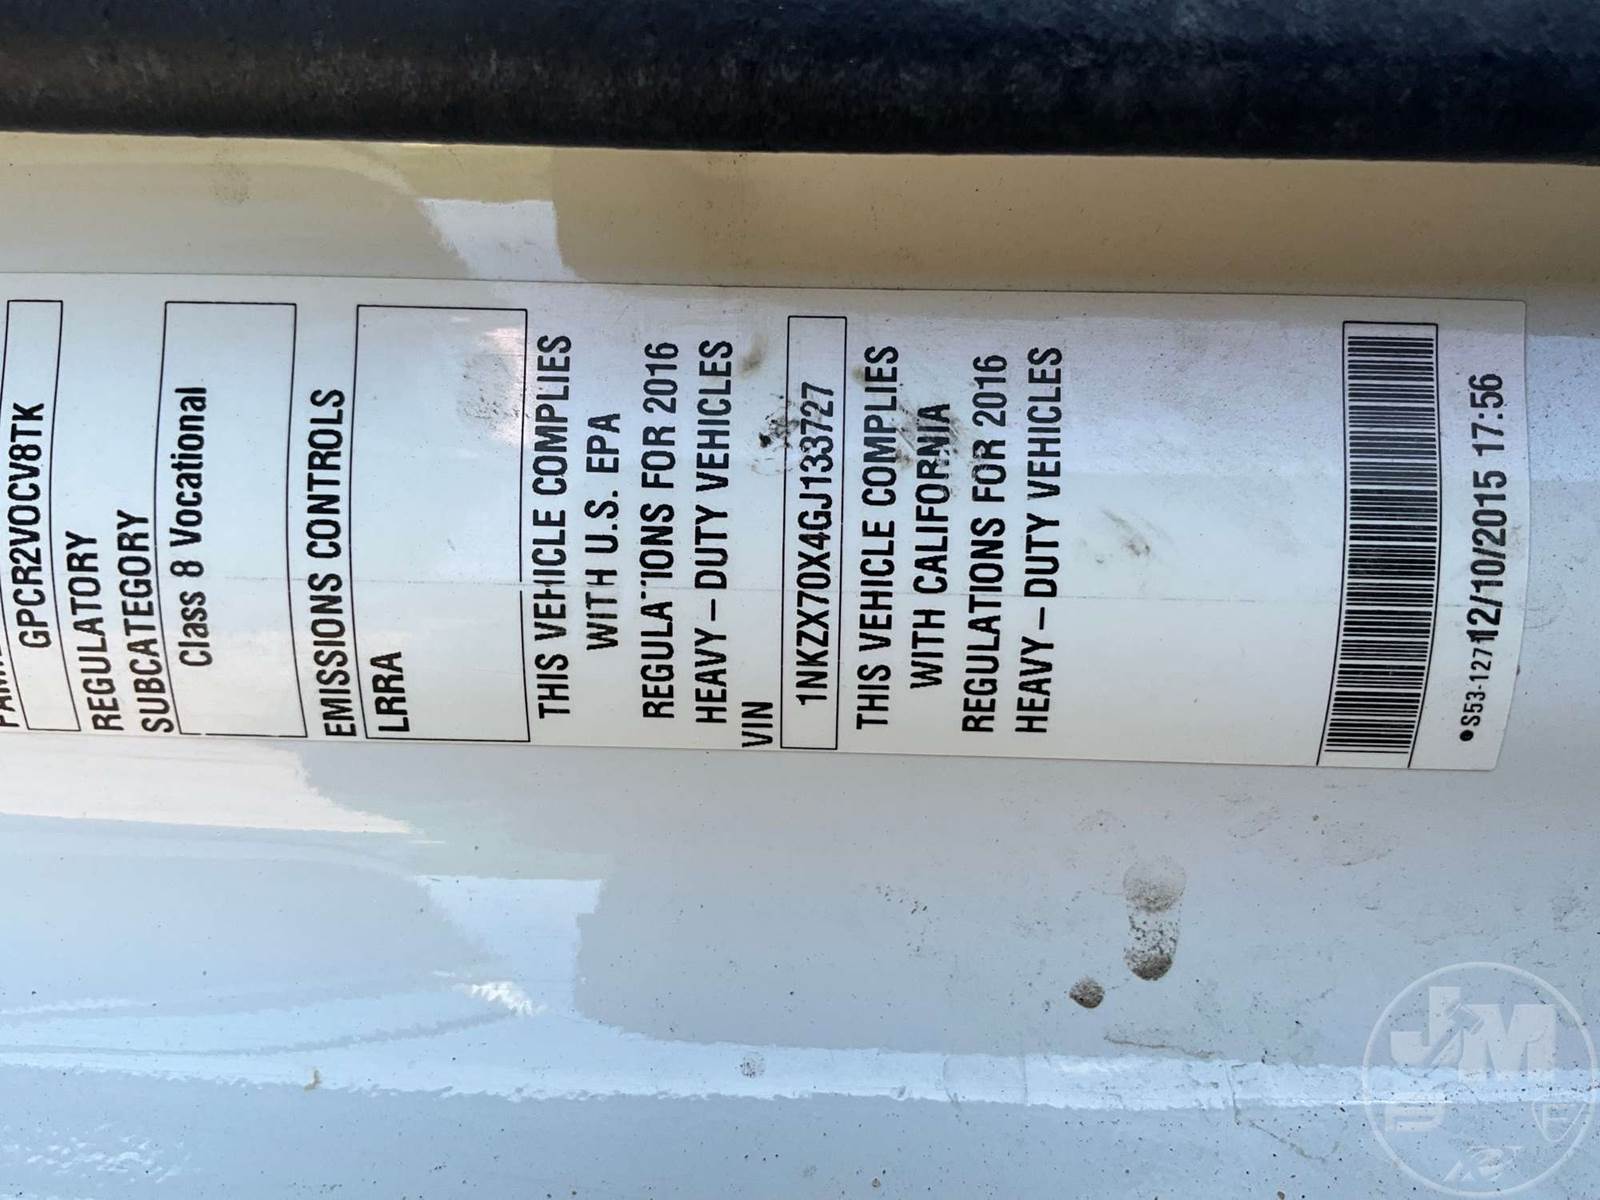 GPCR2VOCV8TK
REGULATORY
SUBCATEGORY
Class 8 Vocational
EMISSIONS CONTROLS
LRRA
THIS VEHICLE COMPLIES
WITH U.S. EPA
REGULATIONS FOR 2016
HEAVY-DUTY VEHICLES
VIN
1NKZX70X4GJ133727
THIS VEHICLE COMPLIES
WITH CALIFORNIA
REGULATIONS FOR 2016
HEAVY-DUTY VEHICLES
•S53-1271 12/10/2015 17:56
JM